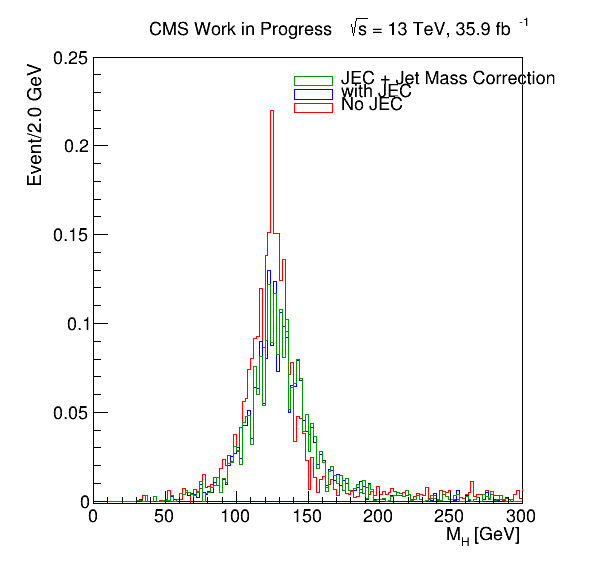 CMS Work in Progress √s = 13 TeV, 35.9 fb -1
0.25
JEC + Jet Mass Correction
with JEC
No JEC
Event/2.0 GeV
0.2
0.15
0.1
0.05
0
0 50 100 150 200 250 300
M_H [GeV]